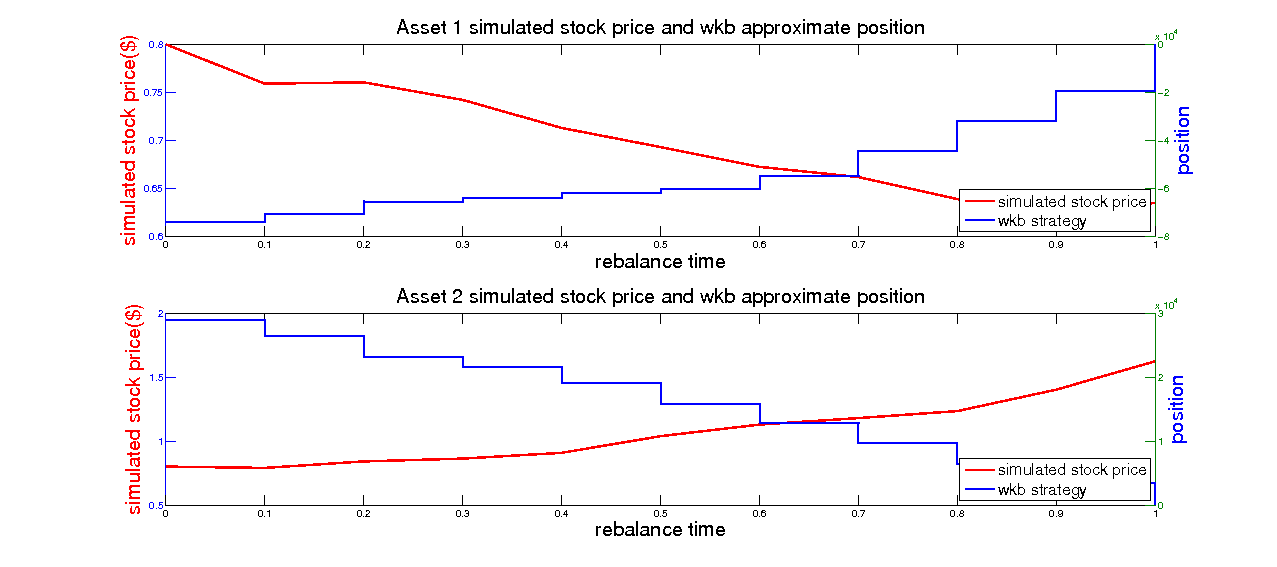 Asset 1 simulated stock price and wkb approximate position
x 10^4
simulated stock price($)
0.8
0.75
0.7
0.65
0.6
0
-2
-4
-6
-8
position
simulated stock price
wkb strategy
0 0.1 0.2 0.3 0.4 0.5 0.6 0.7 0.8 0.9 1
rebalance time
Asset 2 simulated stock price and wkb approximate position
x 10^4
simulated stock price($)
2
1.5
1
0.5
3
2
1
0
position
simulated stock price
wkb strategy
0 0.1 0.2 0.3 0.4 0.5 0.6 0.7 0.8 0.9 1
rebalance time